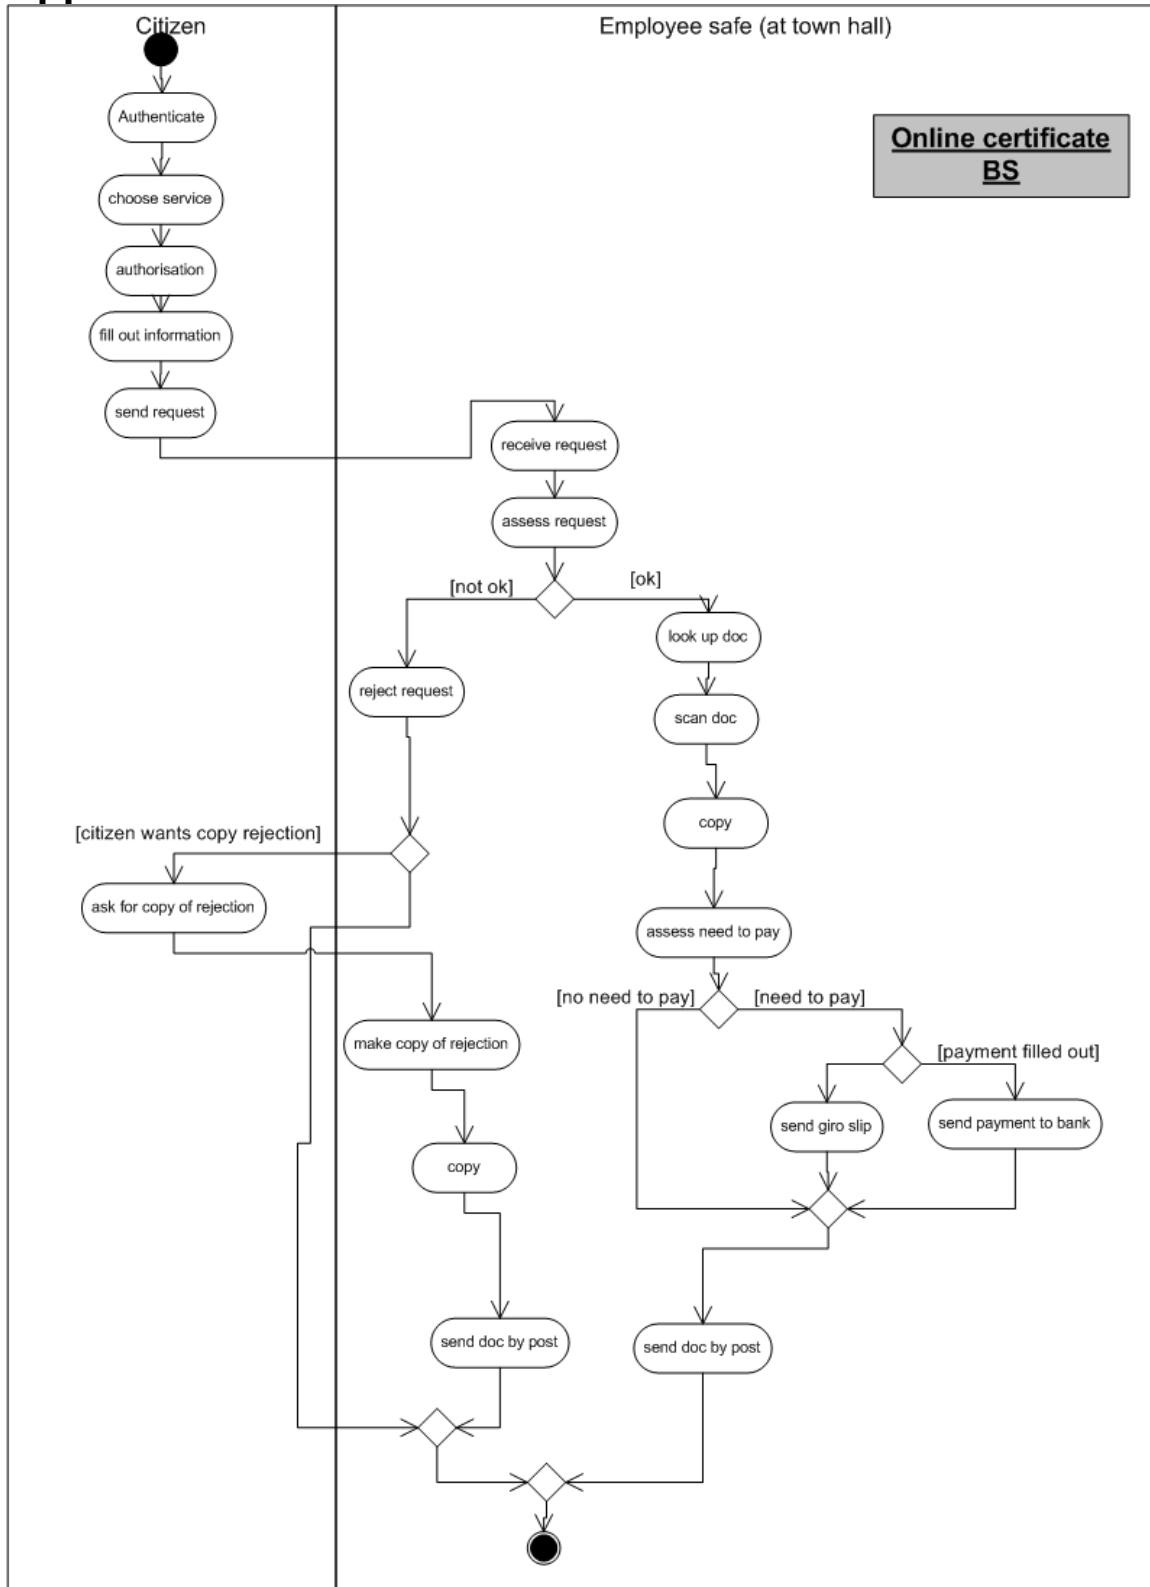 Citizen
Employee safe (at town hall)
Authenticate
Online certificate
BS
choose service
authorisation
fill out information
send request
receive request
assess request
[not ok]
[ok]
look up doc
reject request
scan doc
copy
[citizen wants copy rejection]
ask for copy of rejection
assess need to pay
[no need to pay]
[need to pay]
make copy of rejection
[payment filled out]
send giro slip
send payment to bank
copy
send doc by post
send doc by post